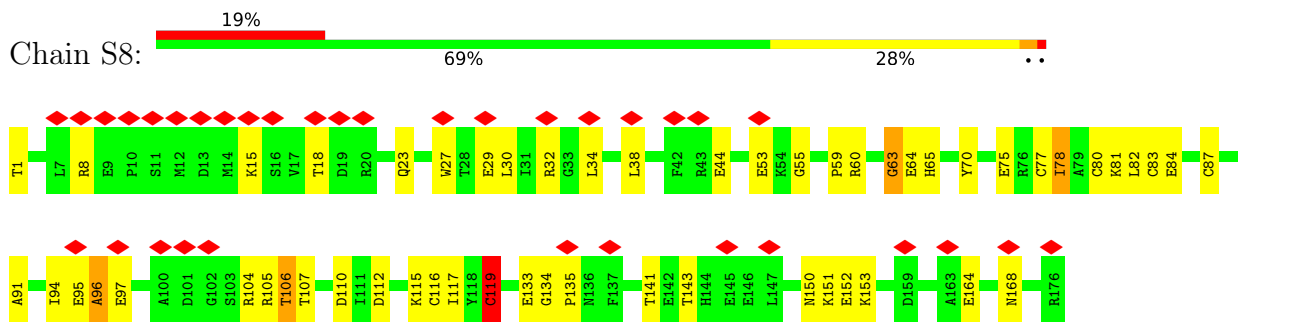 19%
Chain S8:
69% 28% • •
T1 L7 R8 E9 P10 S11 M12 D13 M14 K15 S16 V17 T18 D19 R20 Q23 W27 T28 E29 L30 I31 R32 G33 L34 L38 F42 R43 E44 E53 K54 G55 P59 R60 G63 E64 H65 Y70 E75 R76 C77 I78 A79 C80 K81 L82 C83 E84 C87
A91 I94 E95 A96 E97 A100 D101 G102 S103 R104 R105 T106 T107 D110 I111 D112 K115 C116 I117 Y118 C119 E133 G134 P135 N136 F137 T141 E142 T143 H144 E145 E146 L147 N150 K151 E152 K153 D159 A163 E164 N168 R176